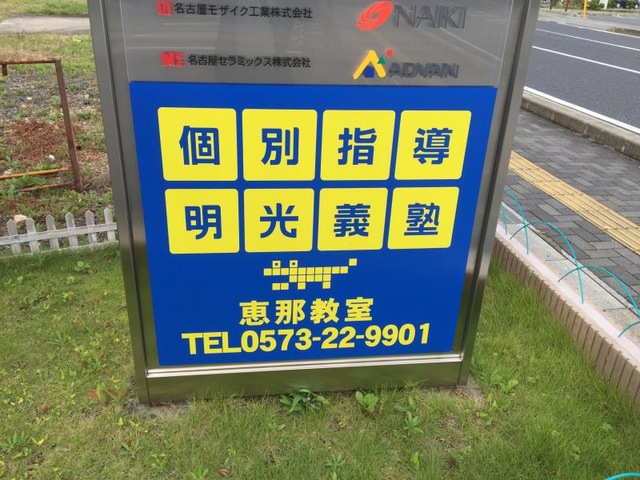 名古屋モザイク工業株式会社
NAIKI
名古屋セラミックス株式会社
ADVAN
個別指導
明光義塾
恵那教室
TEL0573-22-9901